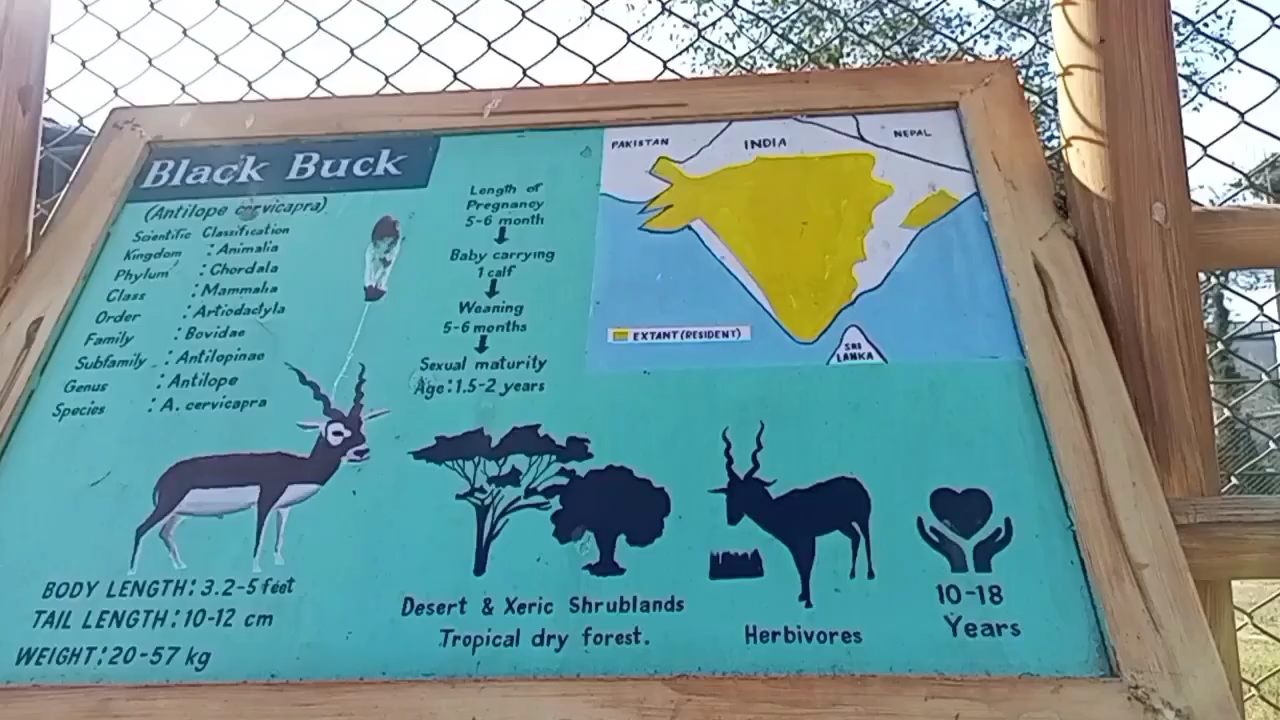 Black Buck
(Antilope cervicapra)
Scientific Classification
Kingdom : Animalia
Phylum : Chordala
Class : Mammalia
Order : Artiodactyla
Family : Bovidae
Subfamily : Antilopinae
Genus : Antilope
Species : A. cervicapra
BODY LENGTH: 3.2-5 feet
TAIL LENGTH: 10-12 cm
WEIGHT: 20-57 kg
Length of
Pregnancy
5-6 month
Baby carrying
1 calf
Weaning
5-6 months
Sexual maturity
Age: 1.5-2 years
PAKISTAN
INDIA
NEPAL
EXTANT (RESIDENT)
SRI
LANKA
Desert & Xeric Shrublands
Tropical dry forest.
Herbivores
10-18
Years